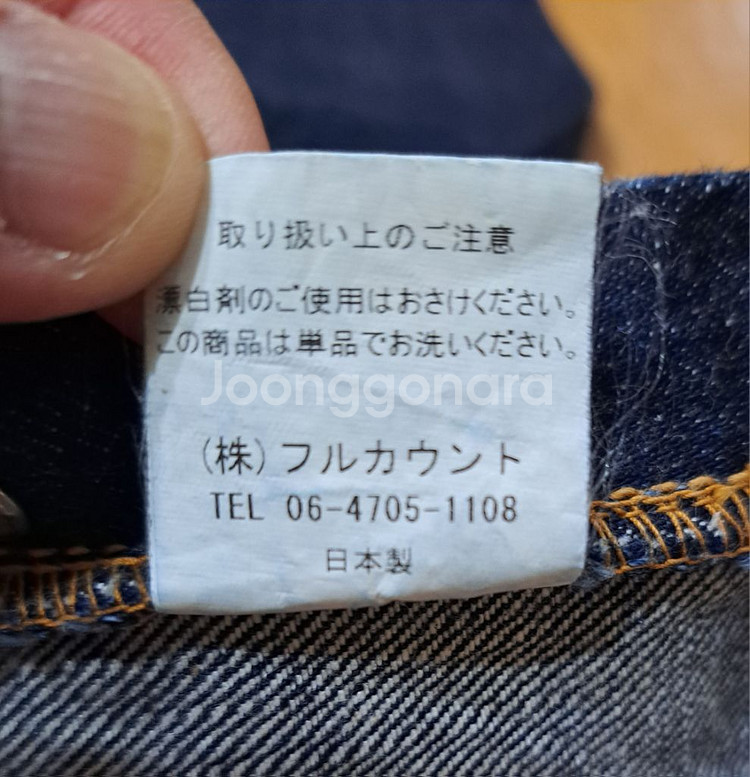 取り扱い上のご注意
漂白剤のご使用はおさけください。
この商品は単品でお洗いください。
Joonggonara
(株)フルカウント
TEL 06-4705-1108
日本製